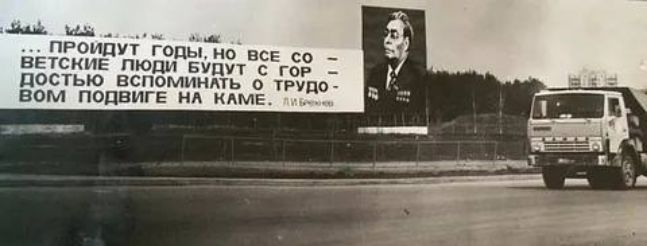 ... ПРОЙДУТ ГОДЫ, НО ВСЕ СО –
ВЕТСКИЕ ЛЮДИ БУДУТ С ГОР –
ДОСТЬЮ ВСПОМИНАТЬ О ТРУДО-
ВОМ ПОДВИГЕ НА КАМЕ. Л.И.Брежнев